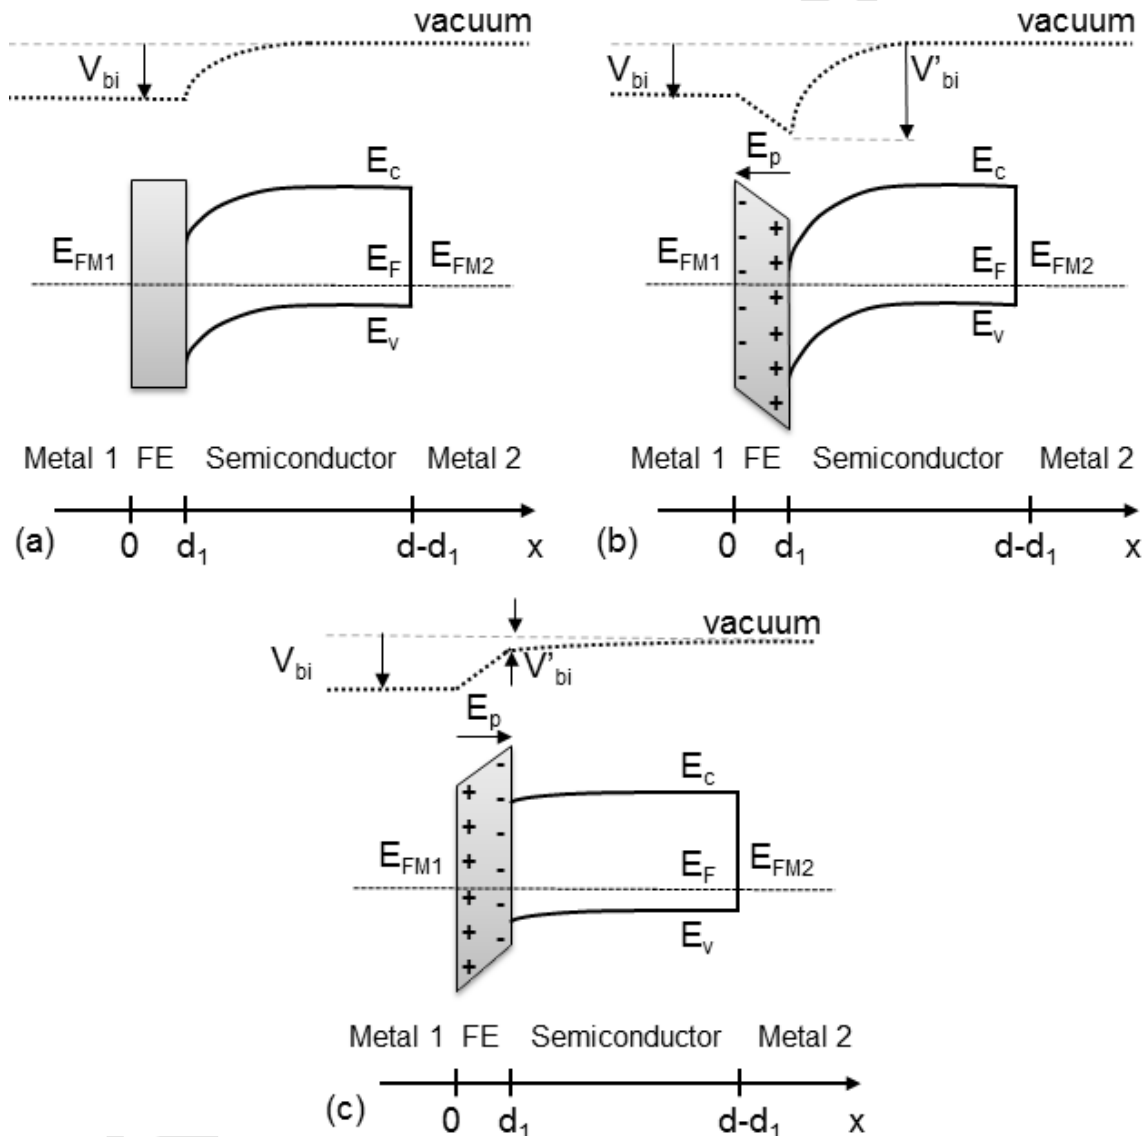 vacuum
V_bi
E_c
E_FM1 E_F E_FM2
E_v
Metal 1 FE Semiconductor Metal 2
(a) 0 d_1 d-d_1 x
vacuum
V_bi V'_bi
E_p
E_c
- - - - - -
+ + + + + +
E_FM1 E_F E_FM2
E_v
Metal 1 FE Semiconductor Metal 2
(b) 0 d_1 d-d_1 x
vacuum
V_bi V'_bi
E_p
E_c
+ + + + + +
- - - - - -
E_FM1 E_F E_FM2
E_v
Metal 1 FE Semiconductor Metal 2
(c) 0 d_1 d-d_1 x